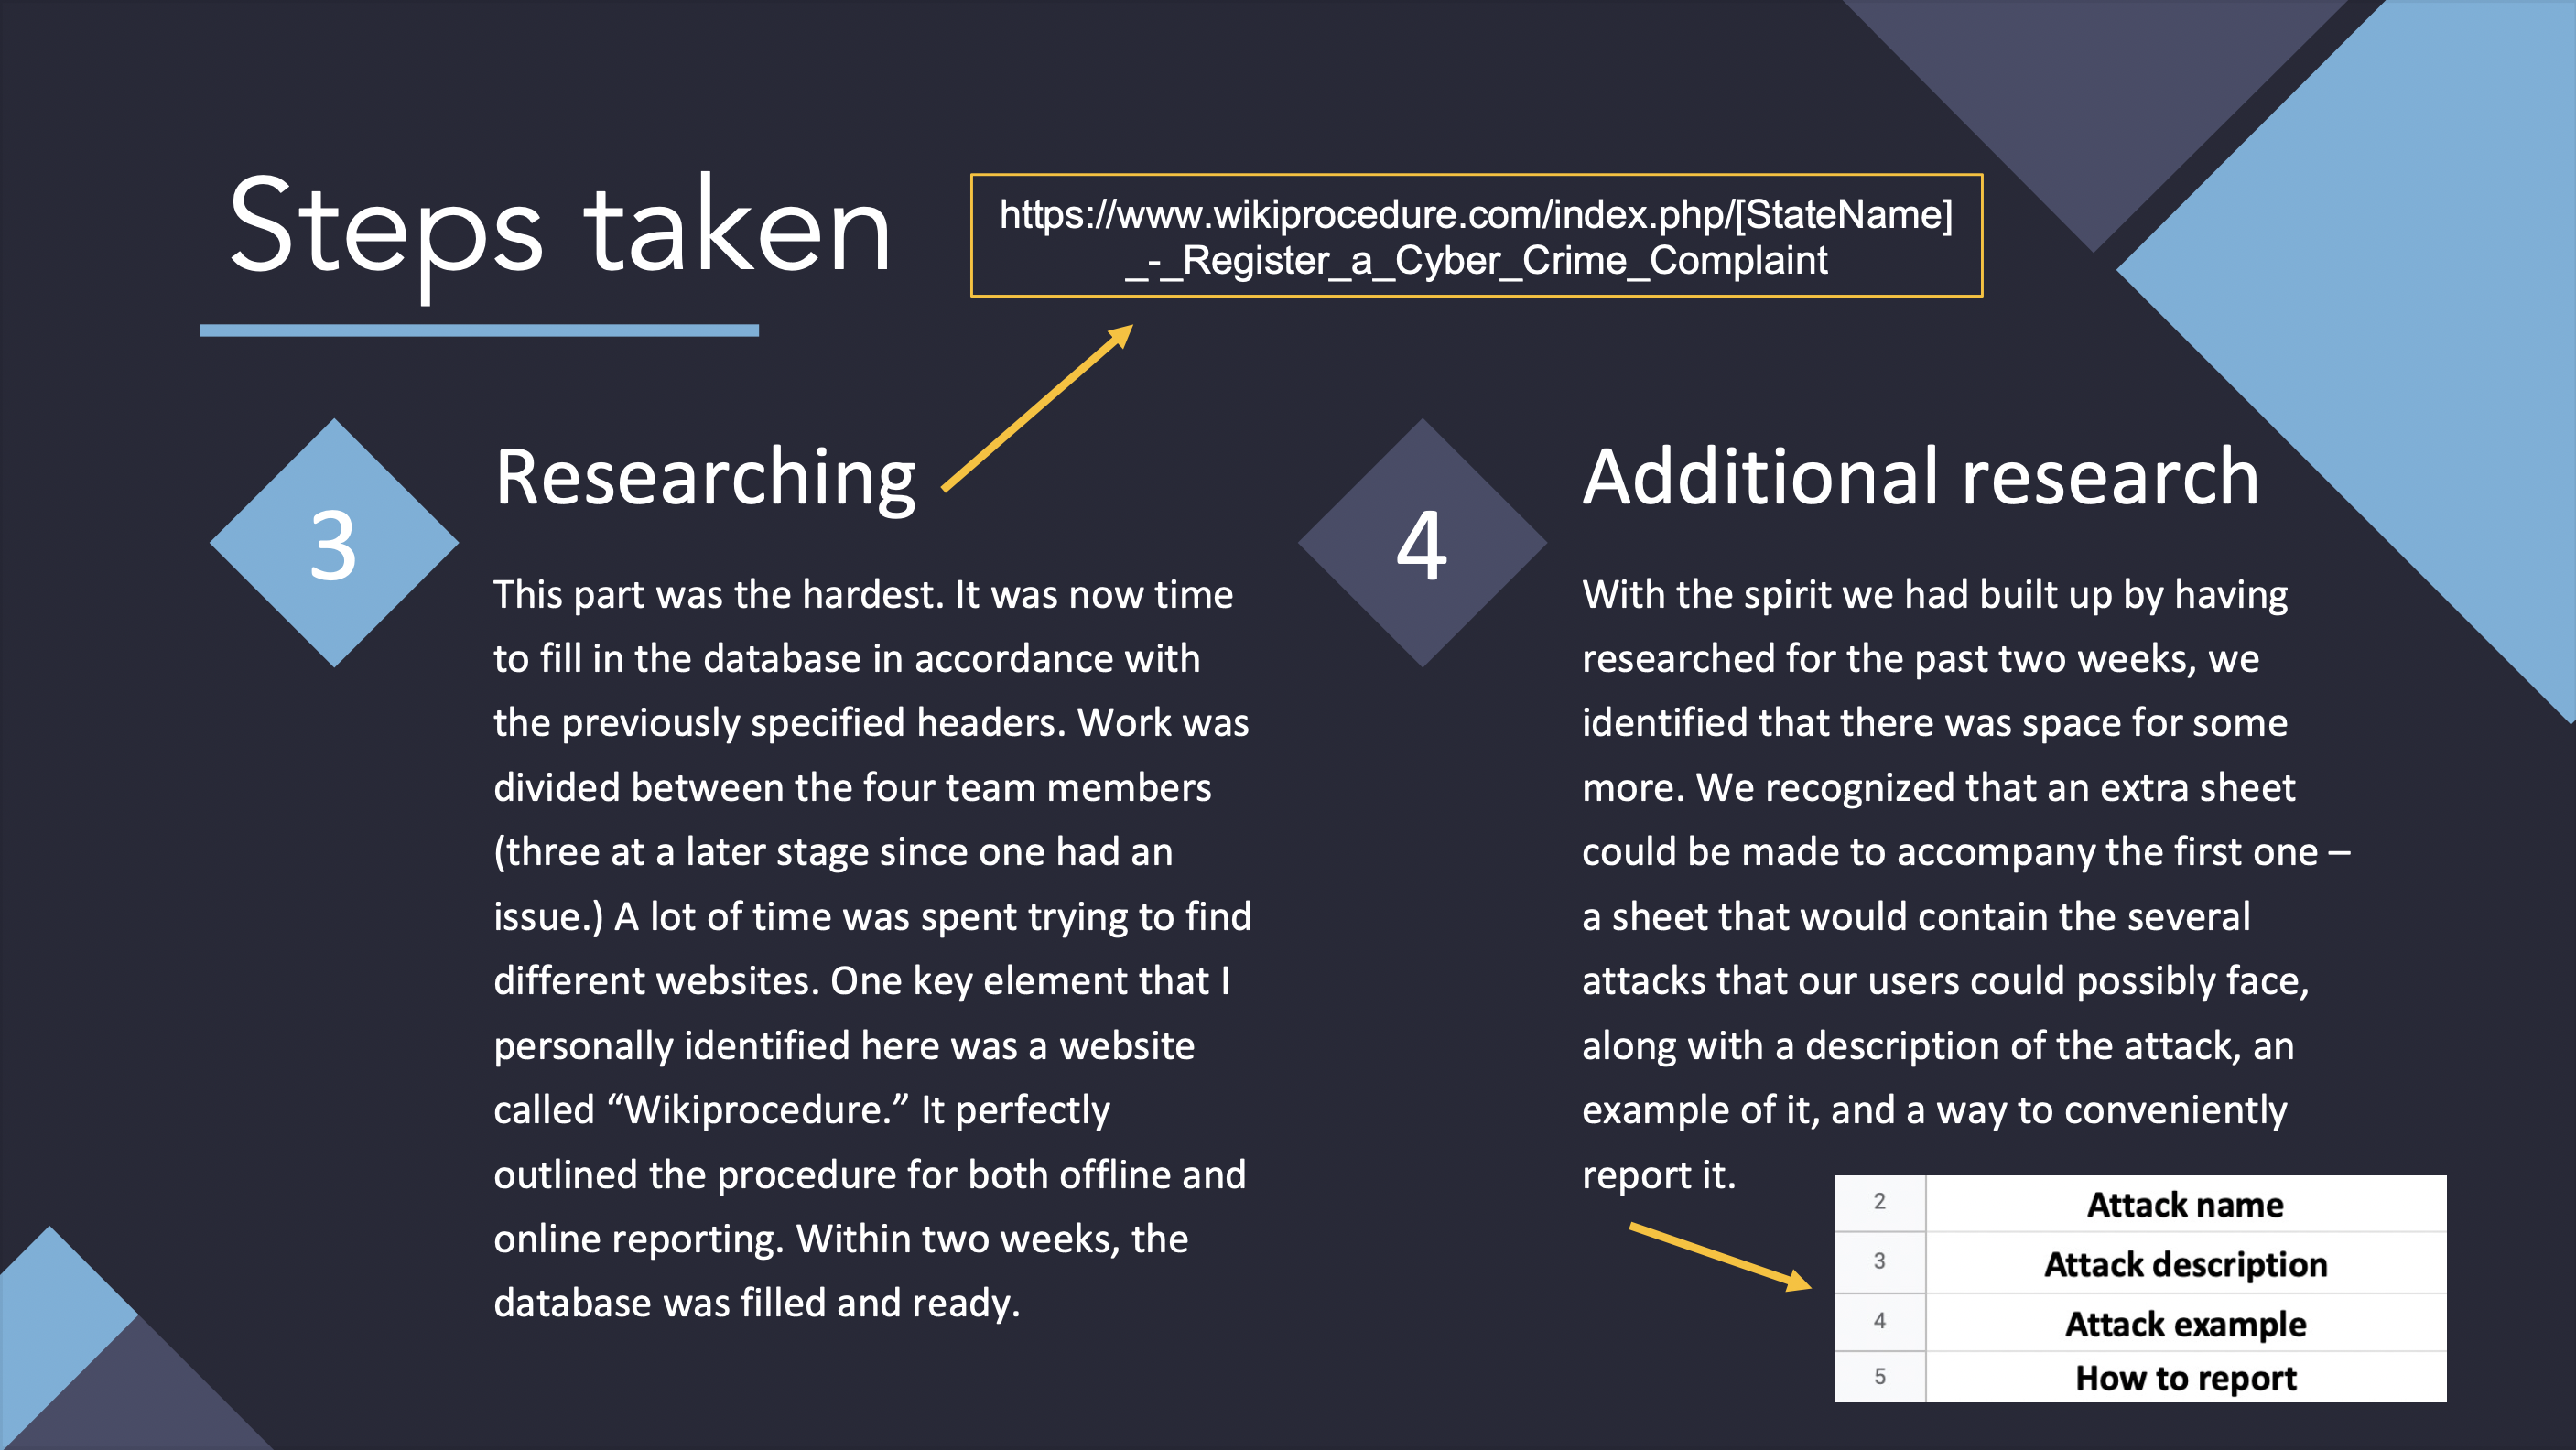 Steps taken
https://www.wikiprocedure.com/index.php/[StateName]
_-_Register_a_Cyber_Crime_Complaint
3
Researching
This part was the hardest. It was now time
to fill in the database in accordance with
the previously specified headers. Work was
divided between the four team members
(three at a later stage since one had an
issue.) A lot of time was spent trying to find
different websites. One key element that I
personally identified here was a website
called “Wikiprocedure.” It perfectly
outlined the procedure for both offline and
online reporting. Within two weeks, the
database was filled and ready.
4
Additional research
With the spirit we had built up by having
researched for the past two weeks, we
identified that there was space for some
more. We recognized that an extra sheet
could be made to accompany the first one –
a sheet that would contain the several
attacks that our users could possibly face,
along with a description of the attack, an
example of it, and a way to conveniently
report it.
2 Attack name
3 Attack description
4 Attack example
5 How to report